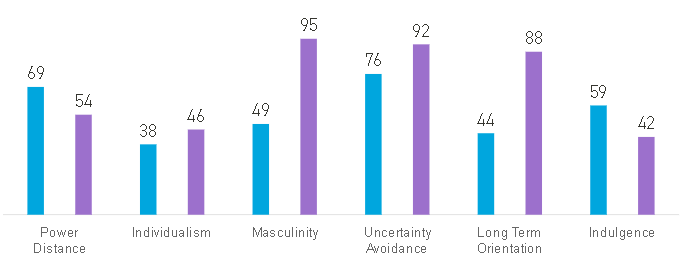 69
54
38
46
49
95
76
92
44
88
59
42
Power
Distance
Individualism
Masculinity
Uncertainty
Avoidance
Long Term
Orientation
Indulgence